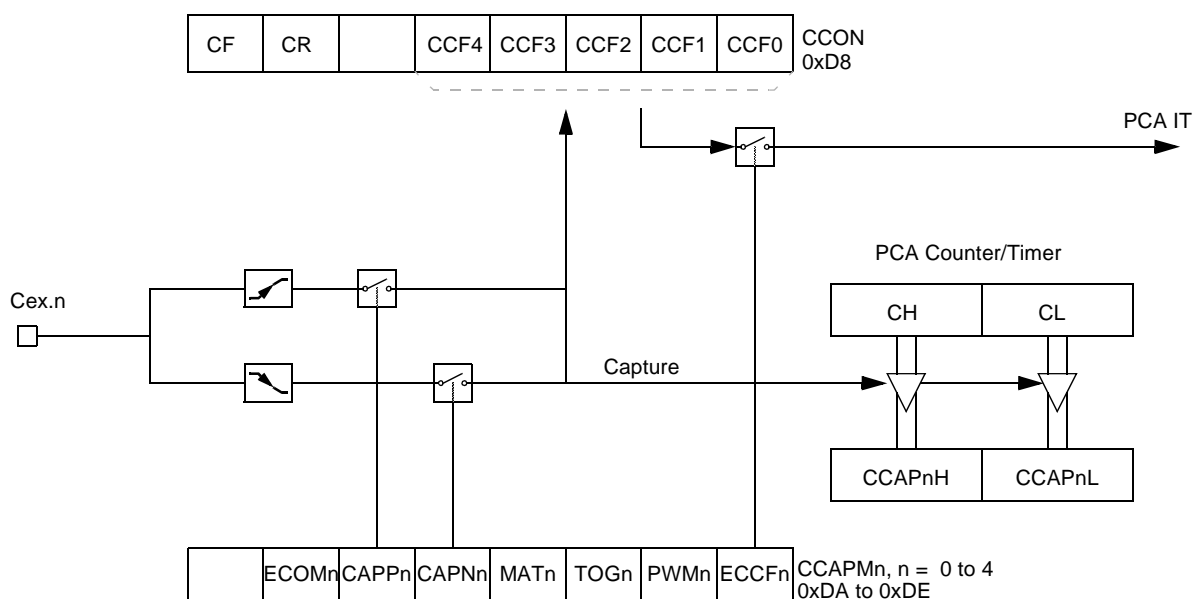 CF CR CCF4 CCF3 CCF2 CCF1 CCF0 CCON
0xD8
PCA IT
PCA Counter/Timer
Cex.n
CH CL
Capture
CCAPnH CCAPnL
ECOMn CAPPn CAPNn MATn TOGn PWMn ECCFn CCAPMn, n = 0 to 4
0xDA to 0xDE